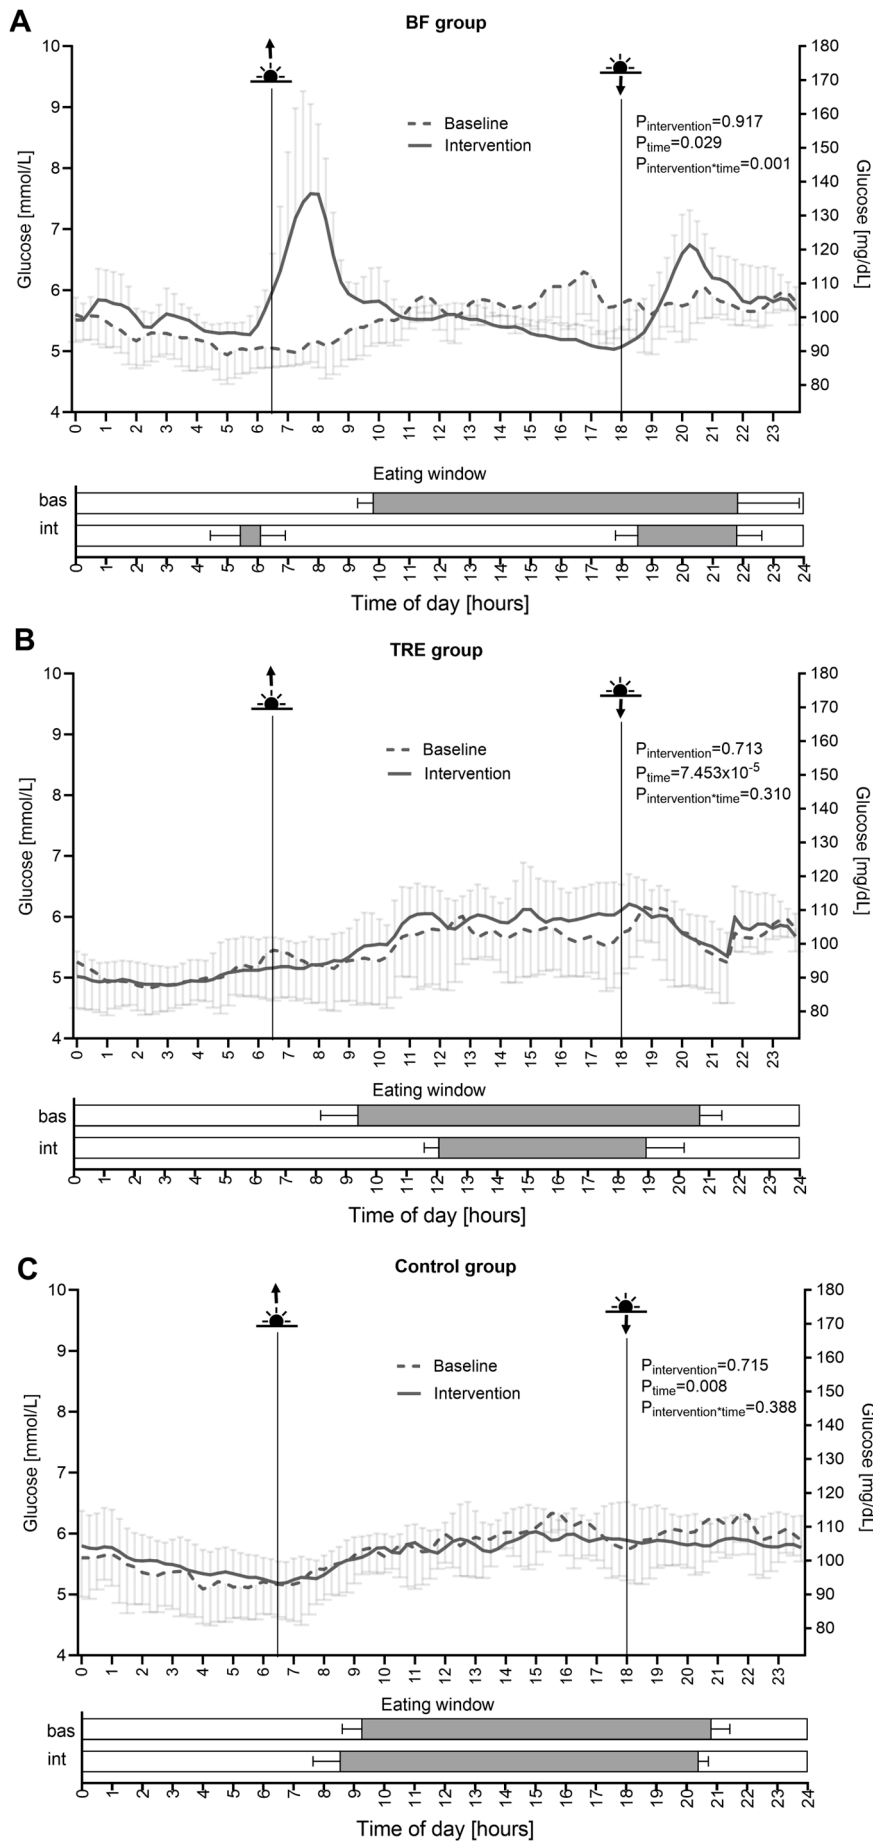 A
BF group
10
9
8
7
6
5
4
Glucose [mmol/L]
180
170
160
150
140
130
120
110
100
90
80
Glucose [mg/dL]
Baseline
Intervention
Pintervention=0.917
Ptime=0.029
Pintervention*time=0.001
0 1 2 3 4 5 6 7 8 9 10 11 12 13 14 15 16 17 18 19 20 21 22 23
Eating window
bas
int
0 1 2 3 4 5 6 7 8 9 10 11 12 13 14 15 16 17 18 19 20 21 22 23 24
Time of day [hours]
B
TRE group
10
9
8
7
6
5
4
Glucose [mmol/L]
180
170
160
150
140
130
120
110
100
90
80
Glucose [mg/dL]
Baseline
Intervention
Pintervention=0.713
Ptime=7.453x10-5
Pintervention*time=0.310
0 1 2 3 4 5 6 7 8 9 10 11 12 13 14 15 16 17 18 19 20 21 22 23
Eating window
bas
int
0 1 2 3 4 5 6 7 8 9 10 11 12 13 14 15 16 17 18 19 20 21 22 23 24
Time of day [hours]
C
Control group
10
9
8
7
6
5
4
Glucose [mmol/L]
180
170
160
150
140
130
120
110
100
90
80
Glucose [mg/dL]
Baseline
Intervention
Pintervention=0.715
Ptime=0.008
Pintervention*time=0.388
0 1 2 3 4 5 6 7 8 9 10 11 12 13 14 15 16 17 18 19 20 21 22 23
Eating window
bas
int
0 1 2 3 4 5 6 7 8 9 10 11 12 13 14 15 16 17 18 19 20 21 22 23 24
Time of day [hours]